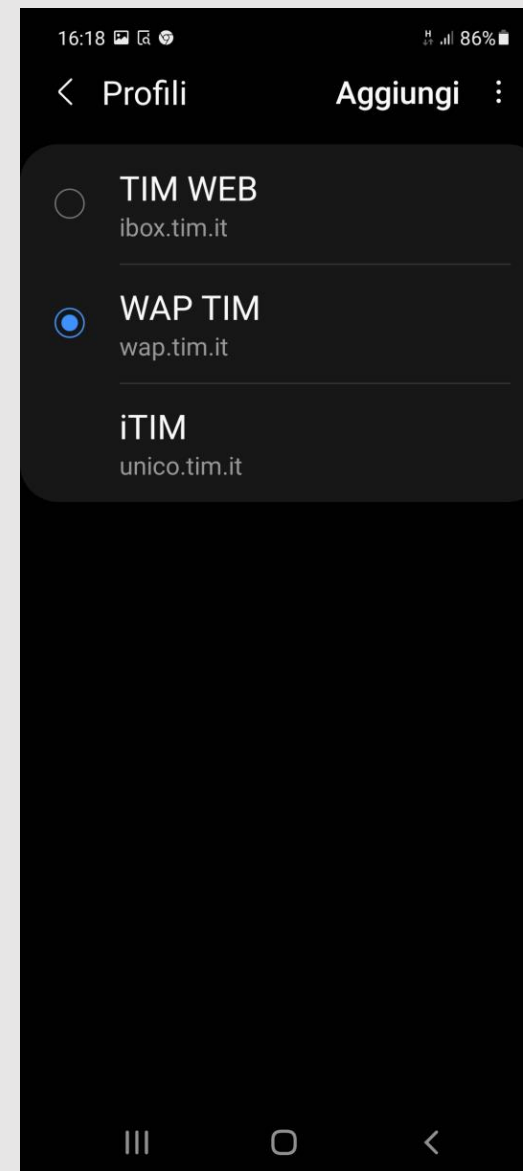 16:18 H 86%
Profili Aggiungi
TIM WEB
ibox.tim.it
WAP TIM
wap.tim.it
iTIM
unico.tim.it